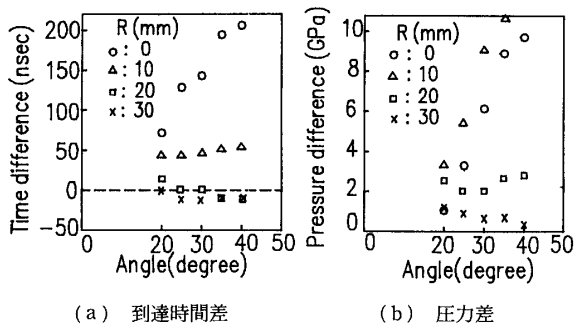 Time difference (nsec)
200
150
100
50
0
-50
R (mm)
○ : 0
△ : 10
□ : 20
× : 30
0 10 20 30 40 50
Angle(degree)
(a) 到達時間差
Pressure difference (GPa)
10
8
6
4
2
0
R (mm)
○ : 0
△ : 10
□ : 20
× : 30
0 10 20 30 40 50
Angle(degree)
(b) 圧力差